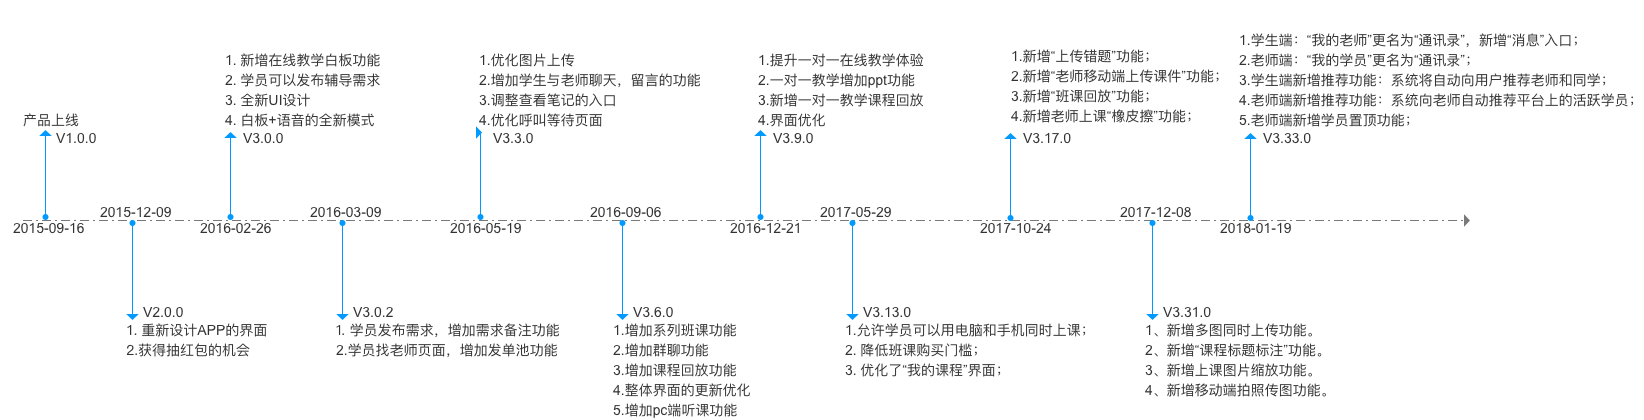 产品上线
V1.0.0
2015-09-16
2015-12-09
V2.0.0
1. 重新设计APP的界面
2.获得抽红包的机会
1. 新增在线教学白板功能
2. 学员可以发布辅导需求
3. 全新UI设计
4. 白板+语音的全新模式
V3.0.0
2016-02-26
2016-03-09
V3.0.2
1. 学员发布需求，增加需求备注功能
2.学员找老师页面，增加发单池功能
1.优化图片上传
2.增加学生与老师聊天，留言的功能
3.调整查看笔记的入口
4.优化呼叫等待页面
V3.3.0
2016-05-19
2016-09-06
V3.6.0
1.增加系列班课功能
2.增加群聊功能
3.增加课程回放功能
4.整体界面的更新优化
5.增加pc端听课功能
1.提升一对一在线教学体验
2.一对一教学增加ppt功能
3.新增一对一教学课程回放
4.界面优化
V3.9.0
2016-12-21
2017-05-29
V3.13.0
1.允许学员可以用电脑和手机同时上课；
2. 降低班课购买门槛；
3. 优化了“我的课程”界面；
1.新增“上传错题”功能；
2.新增“老师移动端上传课件”功能；
3.新增“班课回放”功能；
4.新增老师上课“橡皮擦”功能；
V3.17.0
2017-10-24
2017-12-08
V3.31.0
1、新增多图同时上传功能。
2、新增“课程标题标注”功能。
3、新增上课图片缩放功能。
4、新增移动端拍照传图功能。
1.学生端：“我的老师”更名为“通讯录”，新增“消息”入口；
2.老师端：“我的学员”更名为“通讯录”；
3.学生端新增推荐功能：系统将自动向用户推荐老师和同学；
4.老师端新增推荐功能：系统向老师自动推荐平台上的活跃学员；
5.老师端新增学员置顶功能；
V3.33.0
2018-01-19